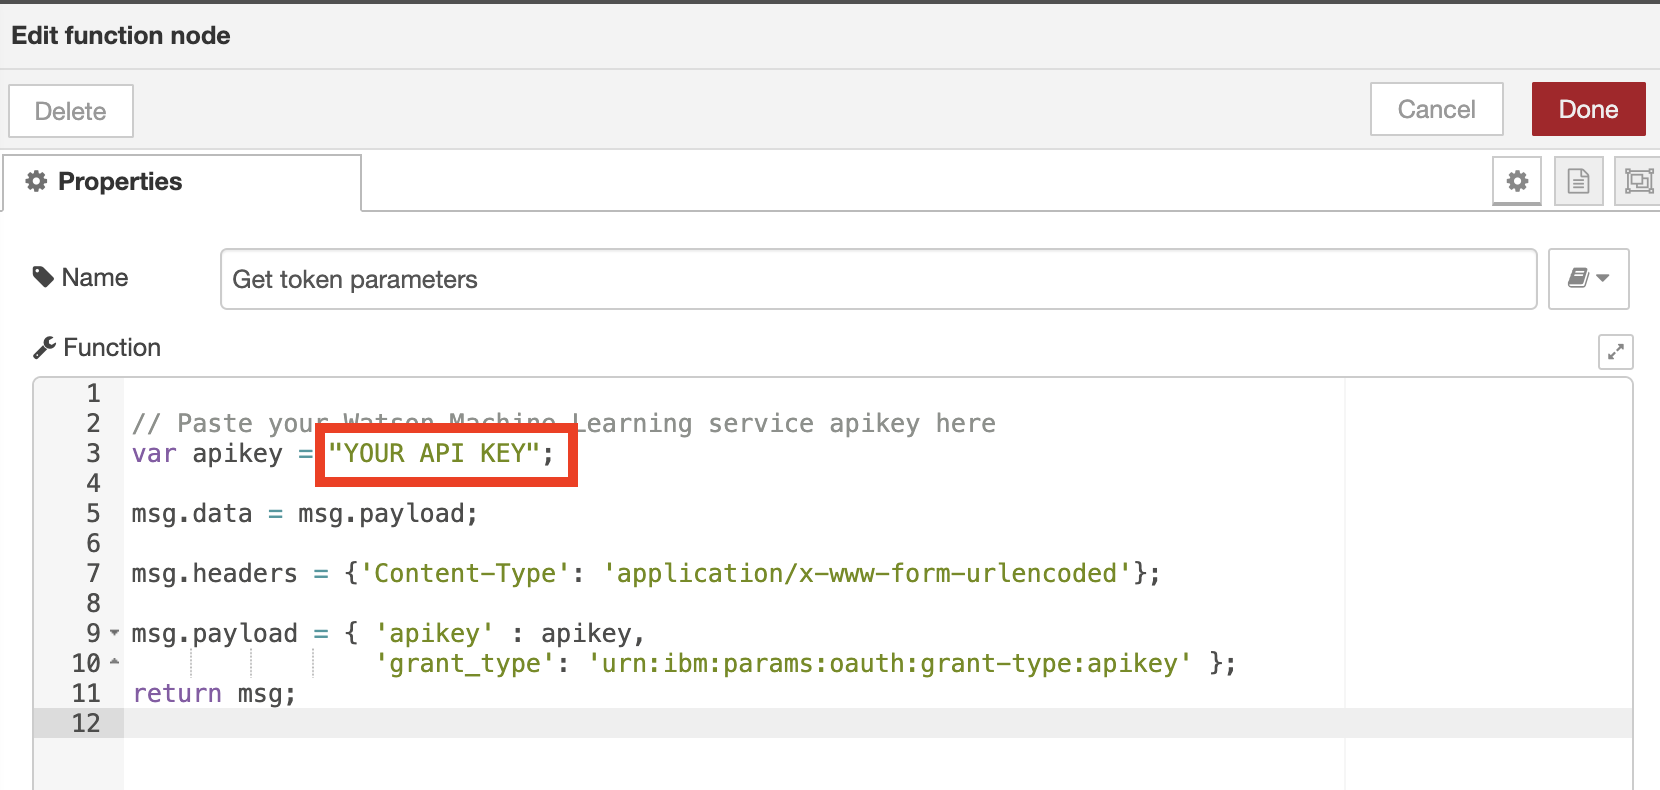 Edit function node
Delete
Cancel
Done
Properties
Name
Get token parameters
Function
1
2 // Paste your Watson Machine Learning service apikey here
3 var apikey = "YOUR API KEY";
4
5 msg.data = msg.payload;
6
7 msg.headers = {'Content-Type': 'application/x-www-form-urlencoded'};
8
9 msg.payload = { 'apikey' : apikey,
10 'grant_type': 'urn:ibm:params:oauth:grant-type:apikey' };
11 return msg;
12